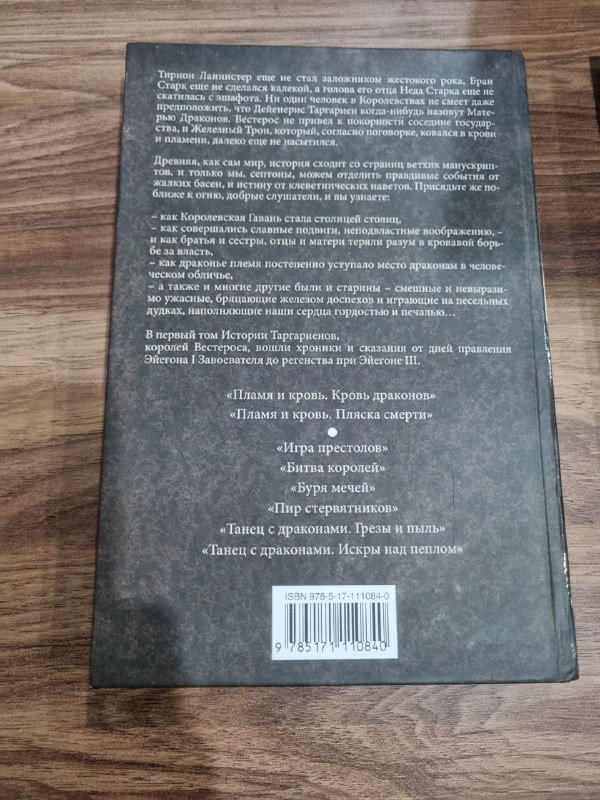 Тирион Ланнистер еще не стал заложником жестокого рока, Бран
Старк еще не сделался калекой, а голова его отца Неда Старка еще не
скатилась с эшафота. Ни один человек в Королевствах не смеет даже
предположить, что Дейенерис Таргариен когда-нибудь назовут Мате-
рью Драконов. Вестерос не привел к покорности соседние государ-
ства, и Железный Трон, который, согласно поговорке, ковался в крови
и пламени, далеко еще не насытился.
Древняя, как сам мир, история сходит со страниц ветхих манускрип-
тов, и только мы, септоны, можем отделить правдивые события от
жалких басен, и истину от клеветнических наветов. Присядьте же по-
ближе к огню, добрые слушатели, и вы узнаете:
– как Королевская Гавань стала столицей столиц,
– как совершались славные подвиги, неподвластные воображению, –
и как братья и сестры, отцы и матери теряли разум в кровавой борь-
бе за власть,
– как драконье племя постепенно уступало место драконам в челове-
ческом обличье,
– а также и многие другие были и старины – смешные и невырази-
мо ужасные, бряцающие железом доспехов и играющие на песельных
дудках, наполняющие наши сердца гордостью и печалью…
В первый том Истории Таргариенов,
королей Вестероса, вошли хроники и сказания от дней правления
Эйегона I Завоевателя до регенства при Эйегоне III.
«Пламя и кровь. Кровь драконов»
«Пламя и кровь. Пляска смерти»
«Игра престолов»
«Битва королей»
«Буря мечей»
«Пир стервятников»
«Танец с драконами. Грезы и пыль»
«Танец с драконами. Искры над пеплом»
ISBN 978-5-17-111084-0
9 785171 110840